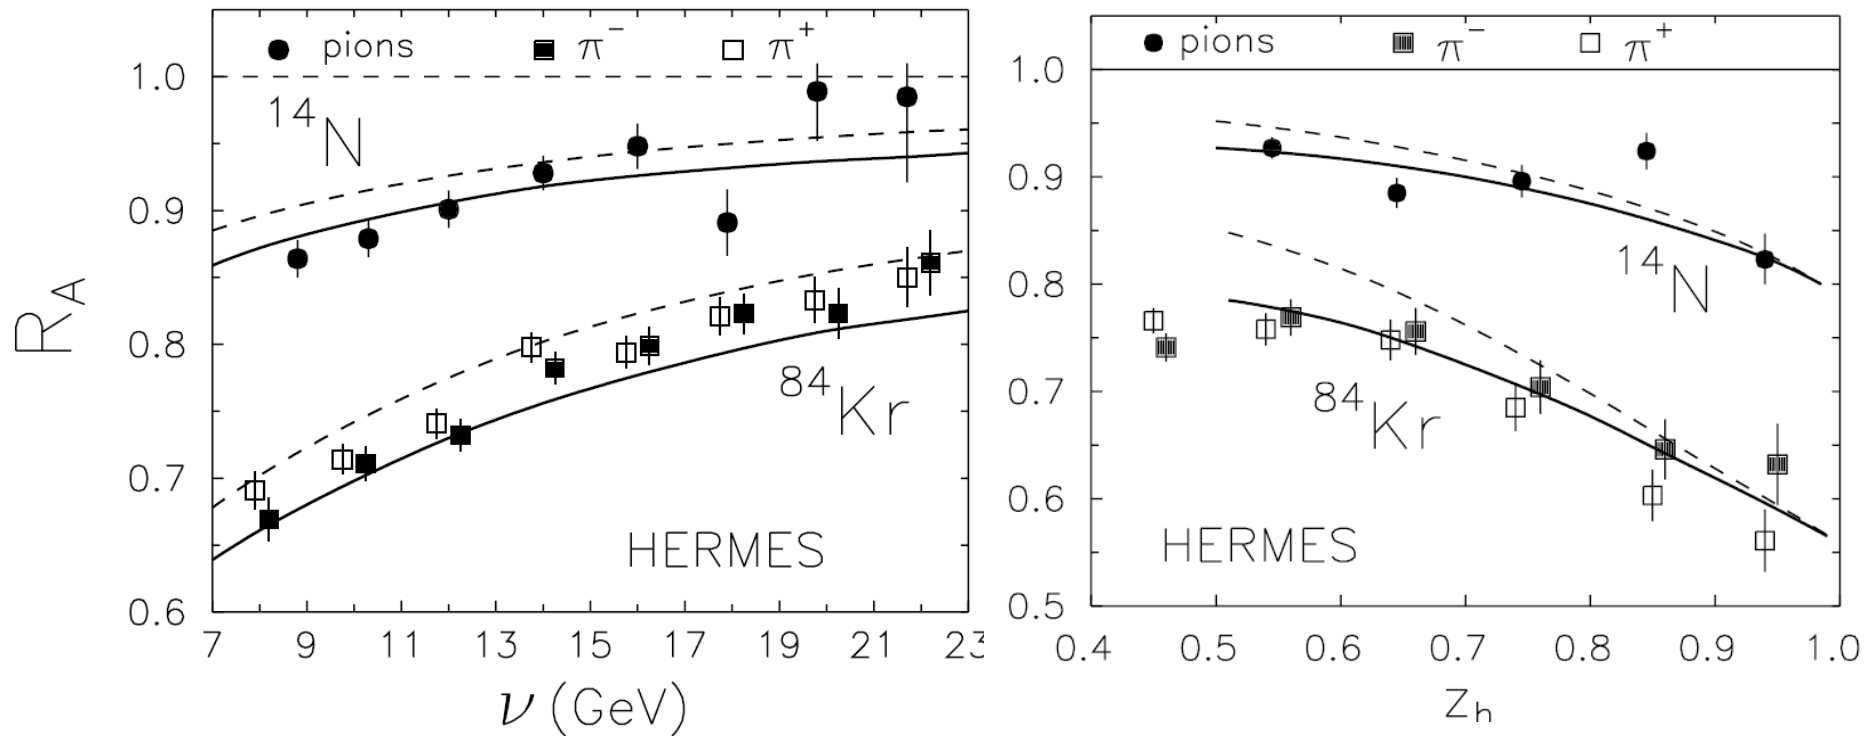 pions π⁻ π⁺
1.0
¹⁴N
0.9
R_A
0.8
⁸⁴Kr
0.7
HERMES
0.6
7 9 11 13 15 17 19 21 23
ν (GeV)
pions π⁻ π⁺
1.0
0.9
¹⁴N
0.8
0.7
⁸⁴Kr
0.6
HERMES
0.5
0.4 0.5 0.6 0.7 0.8 0.9 1.0
z_h